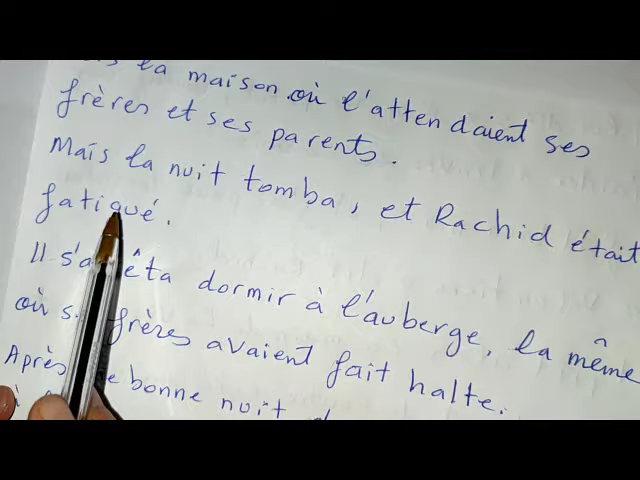 la maison où l'attendaient ses
frères et ses parents.
Mais la nuit tomba, et Rachid était
fatigué.
Il s'arrêta dormir à l'auberge, la même
où frères avaient fait halte.
Après bonne nuit
à